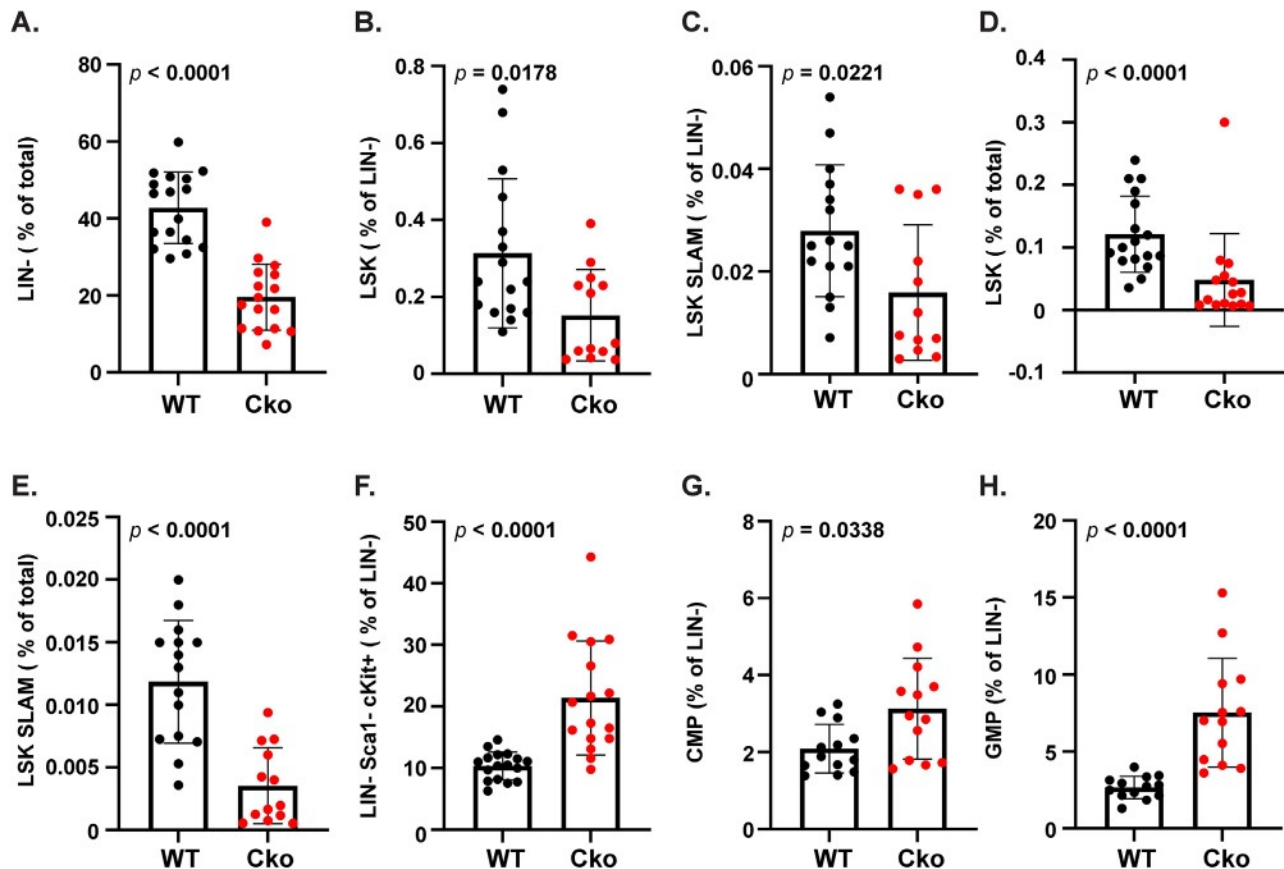 A.
LIN- ( % of total)
p < 0.0001
80
60
40
20
0
WT Cko
B.
LSK ( % of LIN-)
p = 0.0178
0.8
0.6
0.4
0.2
0
WT Cko
C.
LSK SLAM ( % of LIN-)
p = 0.0221
0.06
0.04
0.02
0
WT Cko
D.
LSK ( % of total)
p < 0.0001
0.4
0.3
0.2
0.1
0
-0.1
WT Cko
E.
LSK SLAM ( % of total)
p < 0.0001
0.025
0.020
0.015
0.010
0.005
0
WT Cko
F.
LIN- Sca1- cKit+ ( % of LIN-)
p < 0.0001
50
40
30
20
10
0
WT Cko
G.
CMP (% of LIN-)
p = 0.0338
8
6
4
2
0
WT Cko
H.
GMP (% of LIN-)
p < 0.0001
20
15
10
5
0
WT Cko